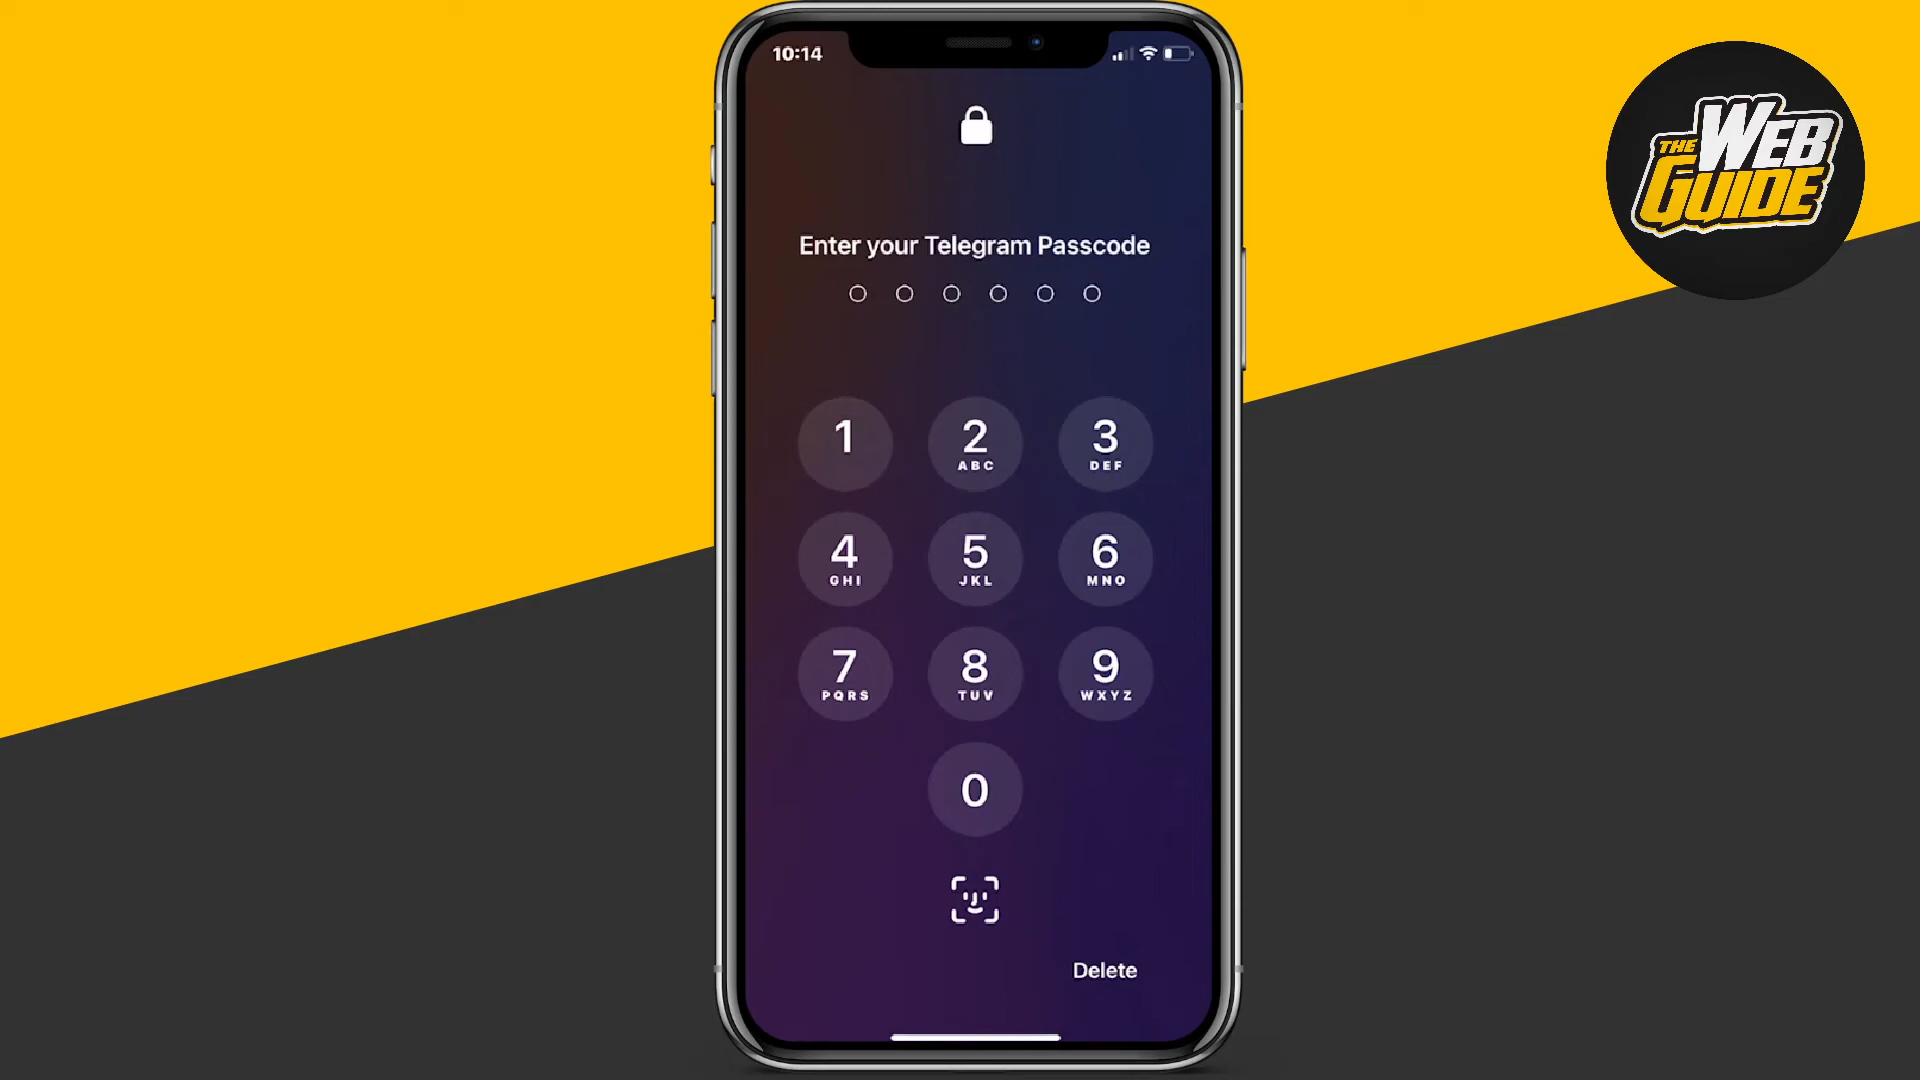 10:14
THE WEB
GUIDE
Enter your Telegram Passcode
1
2
3
ABC
DEF
4
5
6
GHI
JKL
MNO
7
8
9
PQRS
TUV
WXYZ
0
Delete